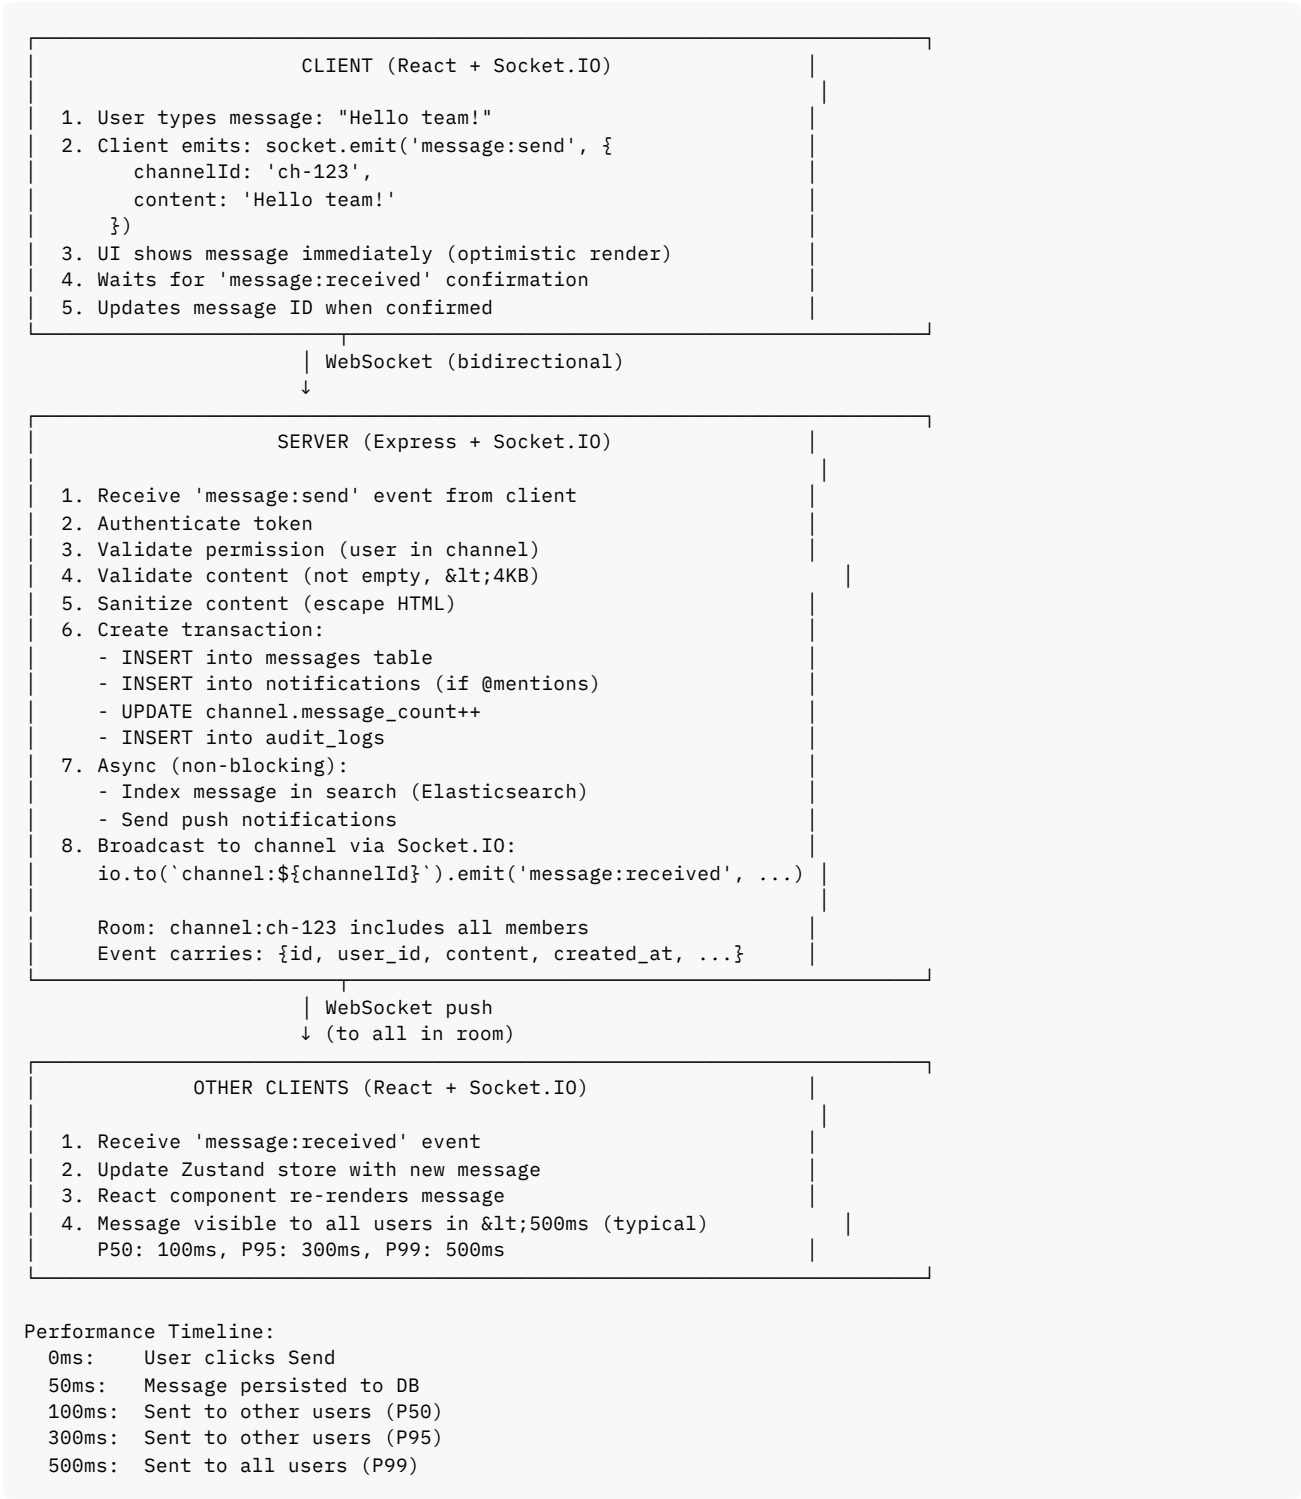 CLIENT (React + Socket.IO)
1. User types message: "Hello team!"
2. Client emits: socket.emit('message:send', {
channelId: 'ch-123',
content: 'Hello team!'
})
3. UI shows message immediately (optimistic render)
4. Waits for 'message:received' confirmation
5. Updates message ID when confirmed
WebSocket (bidirectional)
↓
SERVER (Express + Socket.IO)
1. Receive 'message:send' event from client
2. Authenticate token
3. Validate permission (user in channel)
4. Validate content (not empty, &lt;4KB)
5. Sanitize content (escape HTML)
6. Create transaction:
- INSERT into messages table
- INSERT into notifications (if @mentions)
- UPDATE channel.message_count++
- INSERT into audit_logs
7. Async (non-blocking):
- Index message in search (Elasticsearch)
- Send push notifications
8. Broadcast to channel via Socket.IO:
io.to(`channel:${channelId}`).emit('message:received', ...)
Room: channel:ch-123 includes all members
Event carries: {id, user_id, content, created_at, ...}
WebSocket push
↓ (to all in room)
OTHER CLIENTS (React + Socket.IO)
1. Receive 'message:received' event
2. Update Zustand store with new message
3. React component re-renders message
4. Message visible to all users in &lt;500ms (typical)
P50: 100ms, P95: 300ms, P99: 500ms
Performance Timeline:
0ms: User clicks Send
50ms: Message persisted to DB
100ms: Sent to other users (P50)
300ms: Sent to other users (P95)
500ms: Sent to all users (P99)